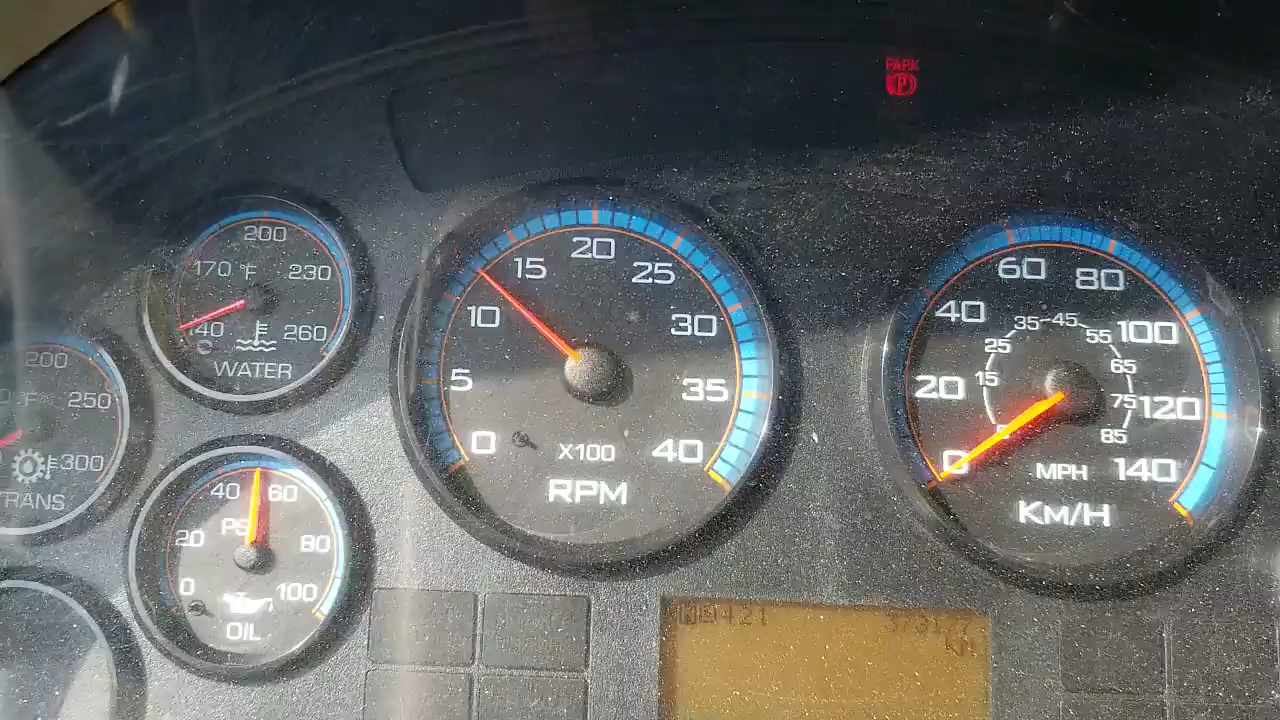 PARK
P
200
170 °F 230
140 260
WATER
200
°F 250
300
TRANS
40 60
PSI
20 80
0 100
OIL
20
15 25
10 30
5 35
0 40
X100
RPM
60 80
40 100
20 120
0 140
35 45
25 55
15 65
75
85
MPH
Km/H
KM